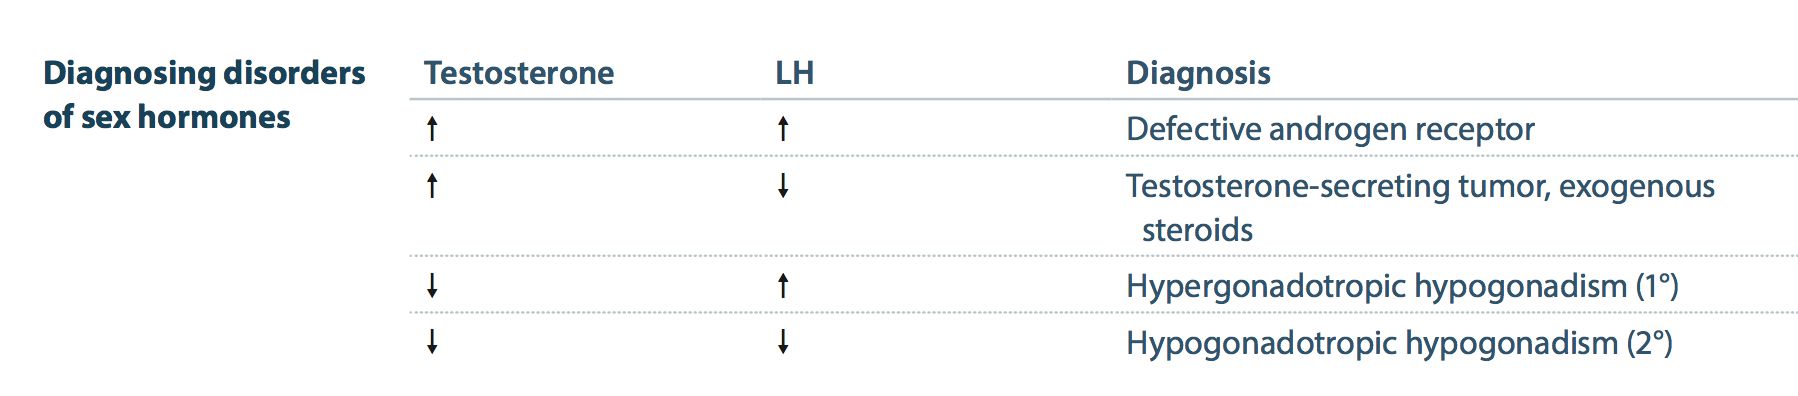 Diagnosing disorders of sex hormones
Testosterone LH Diagnosis
↑ ↑ Defective androgen receptor
↑ ↓ Testosterone-secreting tumor, exogenous
steroids
↓ ↑ Hypergonadotropic hypogonadism (1°)
↓ ↓ Hypogonadotropic hypogonadism (2°)